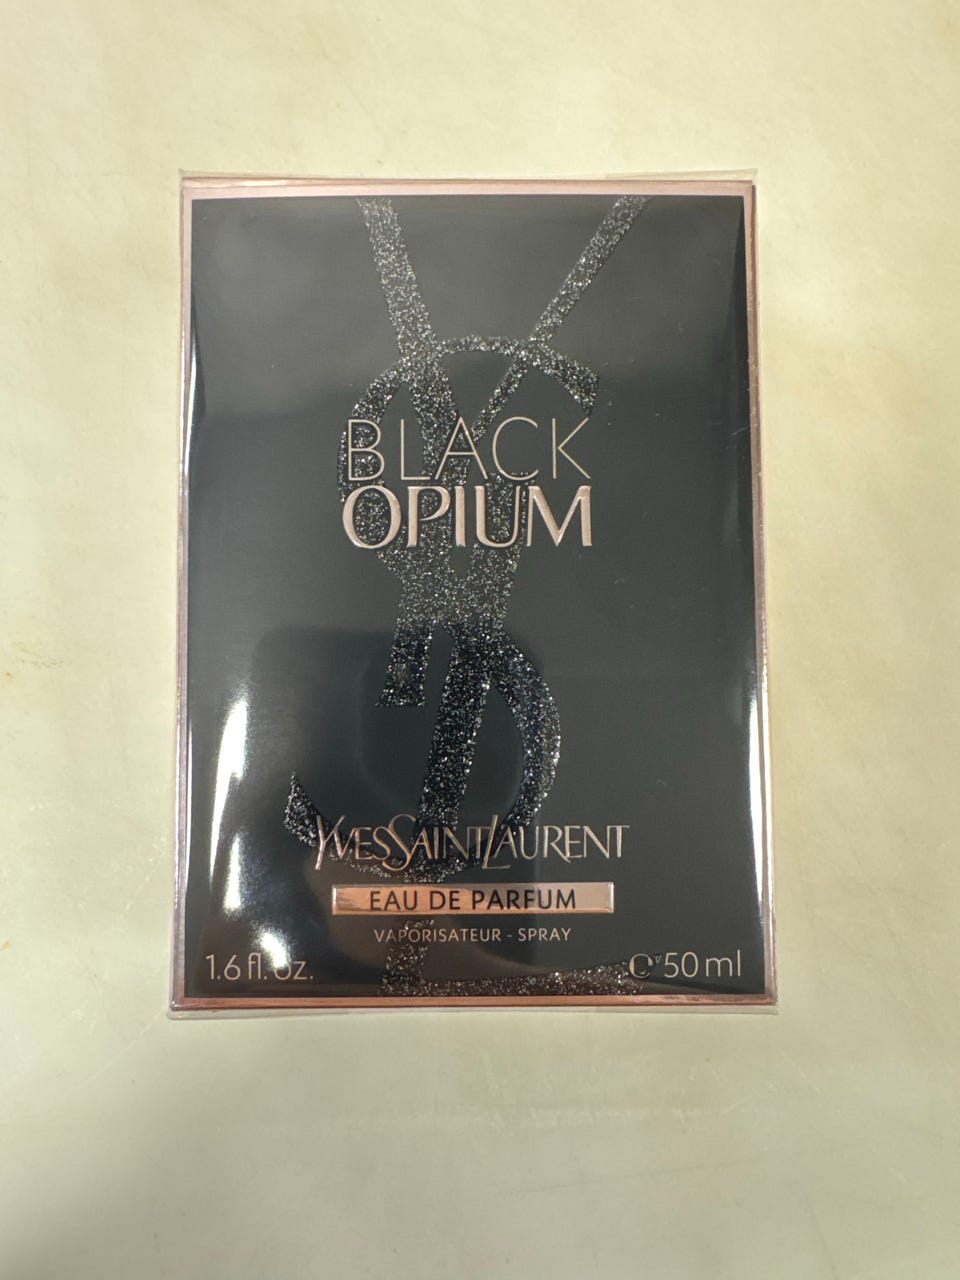 BLACK
OPIUM
YVESSAINTLAURENT
EAU DE PARFUM
VAPORISATEUR - SPRAY
1.6 fl. oz. ℮ 50 ml